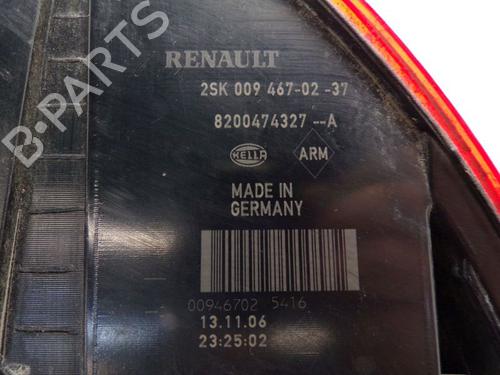 RENAULT
2SK 009 467-02 -37
8200474327 --A
HELLA
ARM
MADE IN
GERMANY
00946702 5416
13.11.06
23:25:02
B-PARTS